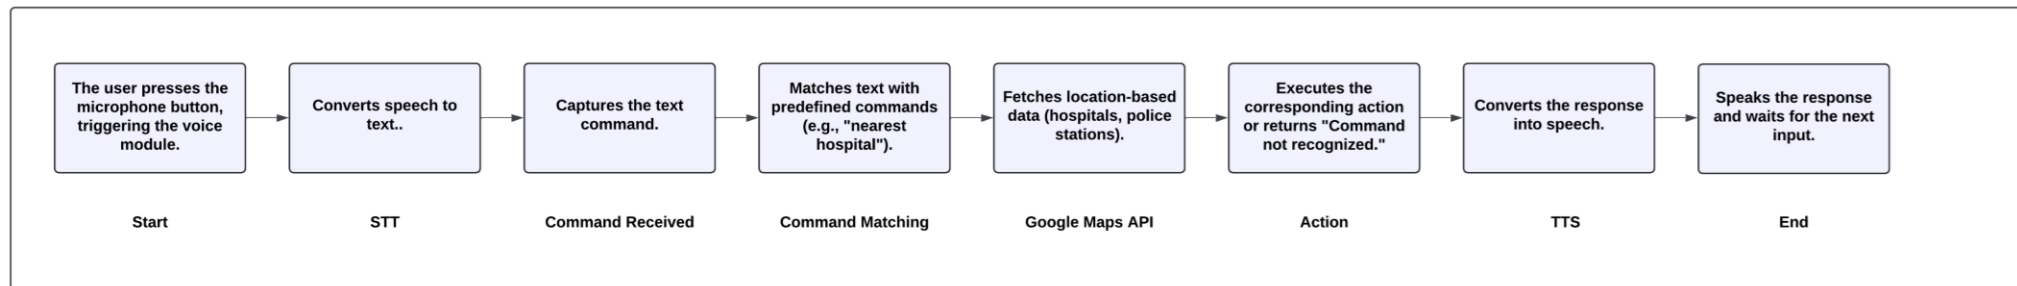 The user presses the
microphone button,
triggering the voice
module.
Converts speech to
text..
Captures the text
command.
Matches text with
predefined commands
(e.g., "nearest
hospital").
Fetches location-based
data (hospitals, police
stations).
Executes the
corresponding action
or returns "Command
not recognized."
Converts the response
into speech.
Speaks the response
and waits for the next
input.
Start
STT
Command Received
Command Matching
Google Maps API
Action
TTS
End